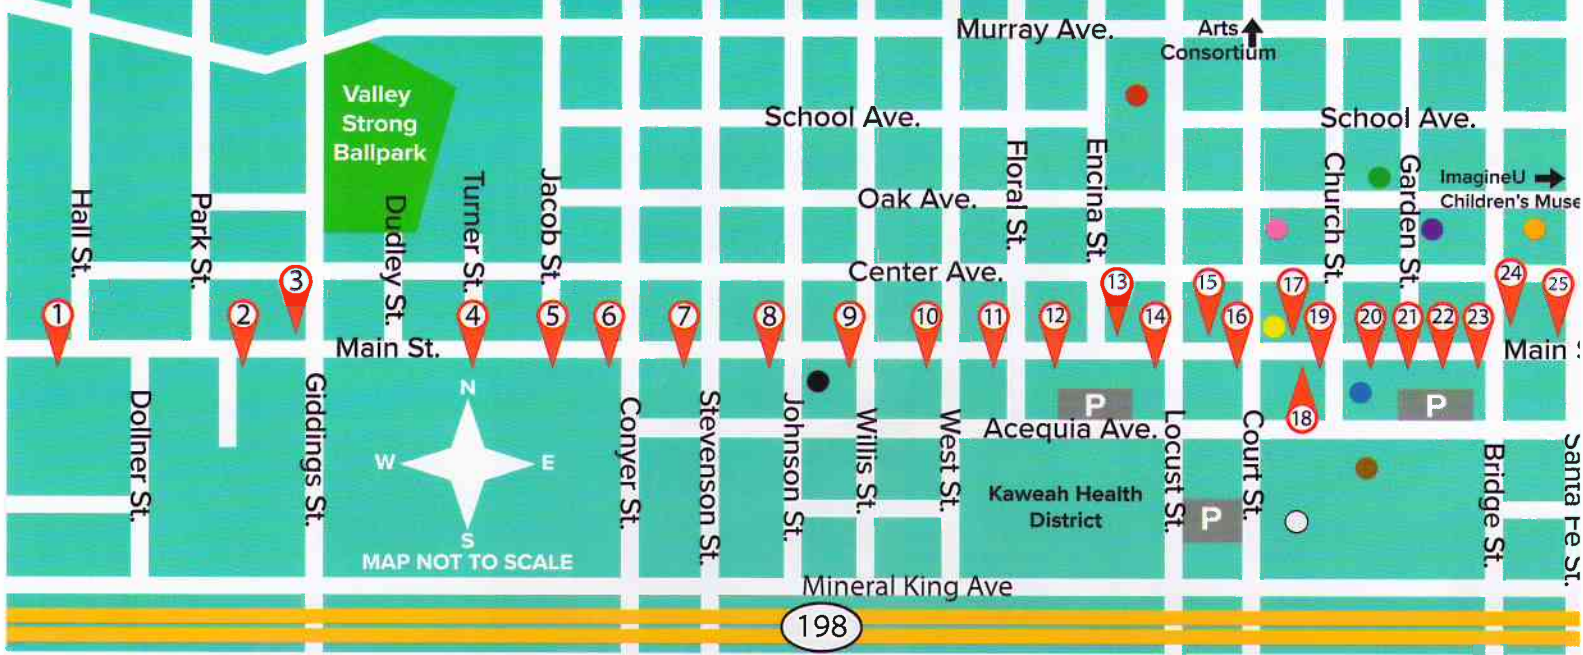 Murray Ave.
Arts
Consortium
Valley
Strong
Ballpark
School Ave.
School Ave.
Hall St.
Park St.
Dudley St.
Turner St.
Jacob St.
Oak Ave.
Floral St.
Encina St.
Church St.
Garden St.
ImagineU
Children's Muse
Center Ave.
1
2
3
4
5
6
7
8
9
10
11
12
13
14
15
16
17
18
19
20
21
22
23
24
25
Main St.
Main S
Dollner St.
Giddings St.
N
W
E
S
MAP NOT TO SCALE
Conyer St.
Stevenson St.
Johnson St.
Willis St.
West St.
P
P
Acequia Ave.
Locust St.
Court St.
Bridge St.
Santa Fe St.
Kaweah Health
District
P
Mineral King Ave
198